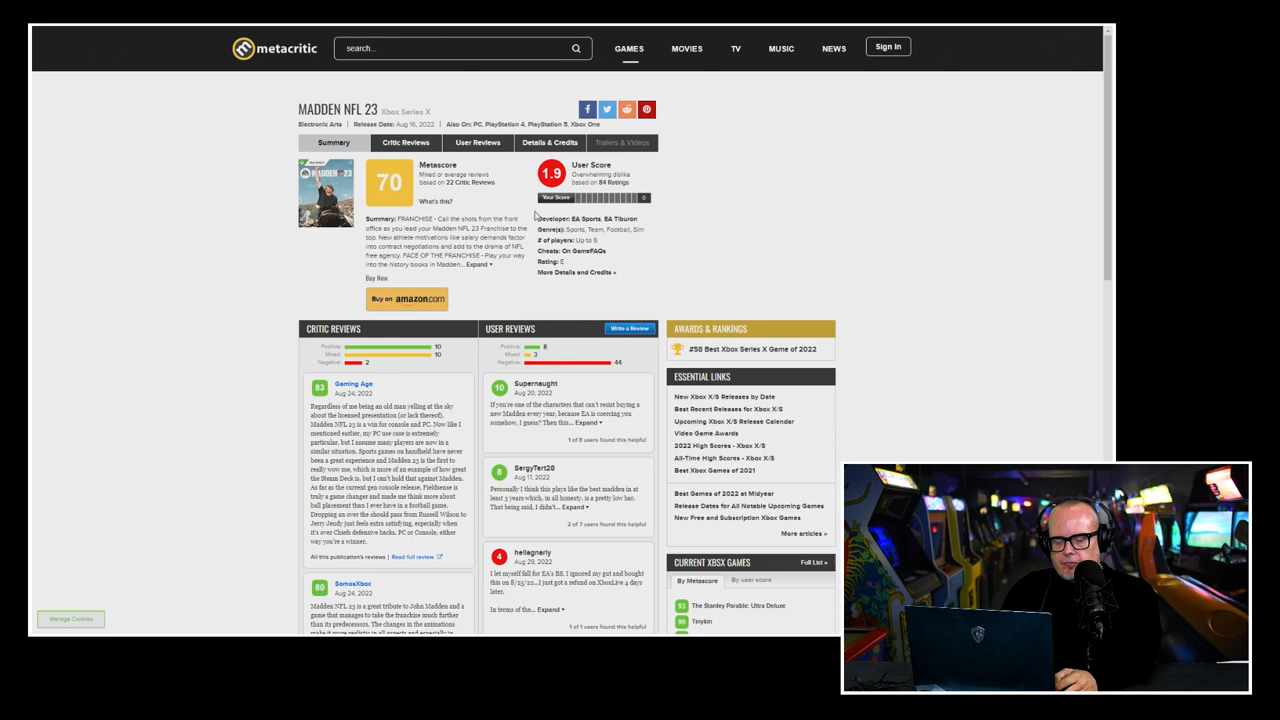 metacritic
search...
GAMES
MOVIES
TV
MUSIC
NEWS
Sign In
MADDEN NFL 23 Xbox Series X
Electronic Arts | Release Date: Aug 16, 2022 | Also On: PC, PlayStation 4, PlayStation 5, Xbox One
Summary
Critic Reviews
User Reviews
Details & Credits
Trailers & Videos
MADDEN 23
70
Metascore
Mixed or average reviews
based on 22 Critic Reviews
What's this?
1.9
User Score
Overwhelming dislike
based on 84 Ratings
Your Score
0
Summary: FRANCHISE - Call the shots from the front
office as you lead your Madden NFL 23 Franchise to the
top. New athlete motivations like salary demands factor
into contract negotiations and add to the drama of NFL
free agency. FACE OF THE FRANCHISE - Play your way
into the history books in Madden... Expand
Developer: EA Sports, EA Tiburon
Genre(s): Sports, Team, Football, Sim
# of players: Up to 6
Cheats: On GameFAQs
Rating: E
More Details and Credits »
Buy Now
Buy on amazon.com
CRITIC REVIEWS
Positive: 10
Mixed: 10
Negative: 2
83
Gaming Age
Aug 24, 2022
Regardless of me being an old man yelling at the sky
about the licensed presentation (or lack thereof),
Madden NFL 23 is a win for console and PC. Now like I
mentioned earlier, my PC use case is extremely
particular, but I assume many players are now in a
similar situation. Sports games on handheld have never
been a great experience and Madden 23 is the first to
really wow me, which is more of an example of how great
the Steam Deck is, but I can't hold that against Madden.
As far as the current gen console release, Fieldsense is
truly a game changer and made me think more about
ball placement than I ever have in a football game.
Dropping an over the should pass from Russell Wilson to
Jerry Jeudy just feels extra satisfying, especially when
it's over Chiefs defensive backs. PC or Console, either
way you're a winner.
All this publication's reviews | Read full review
80
SomosXbox
Aug 24, 2022
Madden NFL 23 is a great tribute to John Madden and a
game that manages to take the franchise much further
than its predecessors. The changes in the animations
make it more realistic in all aspects and especially in
USER REVIEWS
Write a Review
Positive: 8
Mixed: 3
Negative: 44
10
Supernaught
Aug 20, 2022
If you're one of the characters that can't resist buying a
new Madden every year, because EA is coercing you
somehow, I guess? Then this... Expand
1 of 8 users found this helpful
8
SergyTert28
Aug 17, 2022
Personally I think this plays like the best madden in at
least 3 years which, in all honesty, is a pretty low bar.
That being said, I didn't... Expand
2 of 7 users found this helpful
4
hellagnarly
Aug 29, 2022
I let myself fall for EA's BS. I ignored my gut and bought
this on 8/25/22...I just got a refund on XboxLive 4 days
later.
In terms of the... Expand
1 of 1 users found this helpful
AWARDS & RANKINGS
#58 Best Xbox Series X Game of 2022
ESSENTIAL LINKS
New Xbox X/S Releases by Date
Best Recent Releases for Xbox X/S
Upcoming Xbox X/S Release Calendar
Video Game Awards
2022 High Scores - Xbox X/S
All-Time High Scores - Xbox X/S
Best Xbox Games of 2021
Best Games of 2022 at Midyear
Release Dates for All Notable Upcoming Games
New Free and Subscription Xbox Games
More articles »
CURRENT XBSX GAMES
Full List »
By Metascore
By user score
93 The Stanley Parable: Ultra Deluxe
90 Tinykin
Manage Cookies